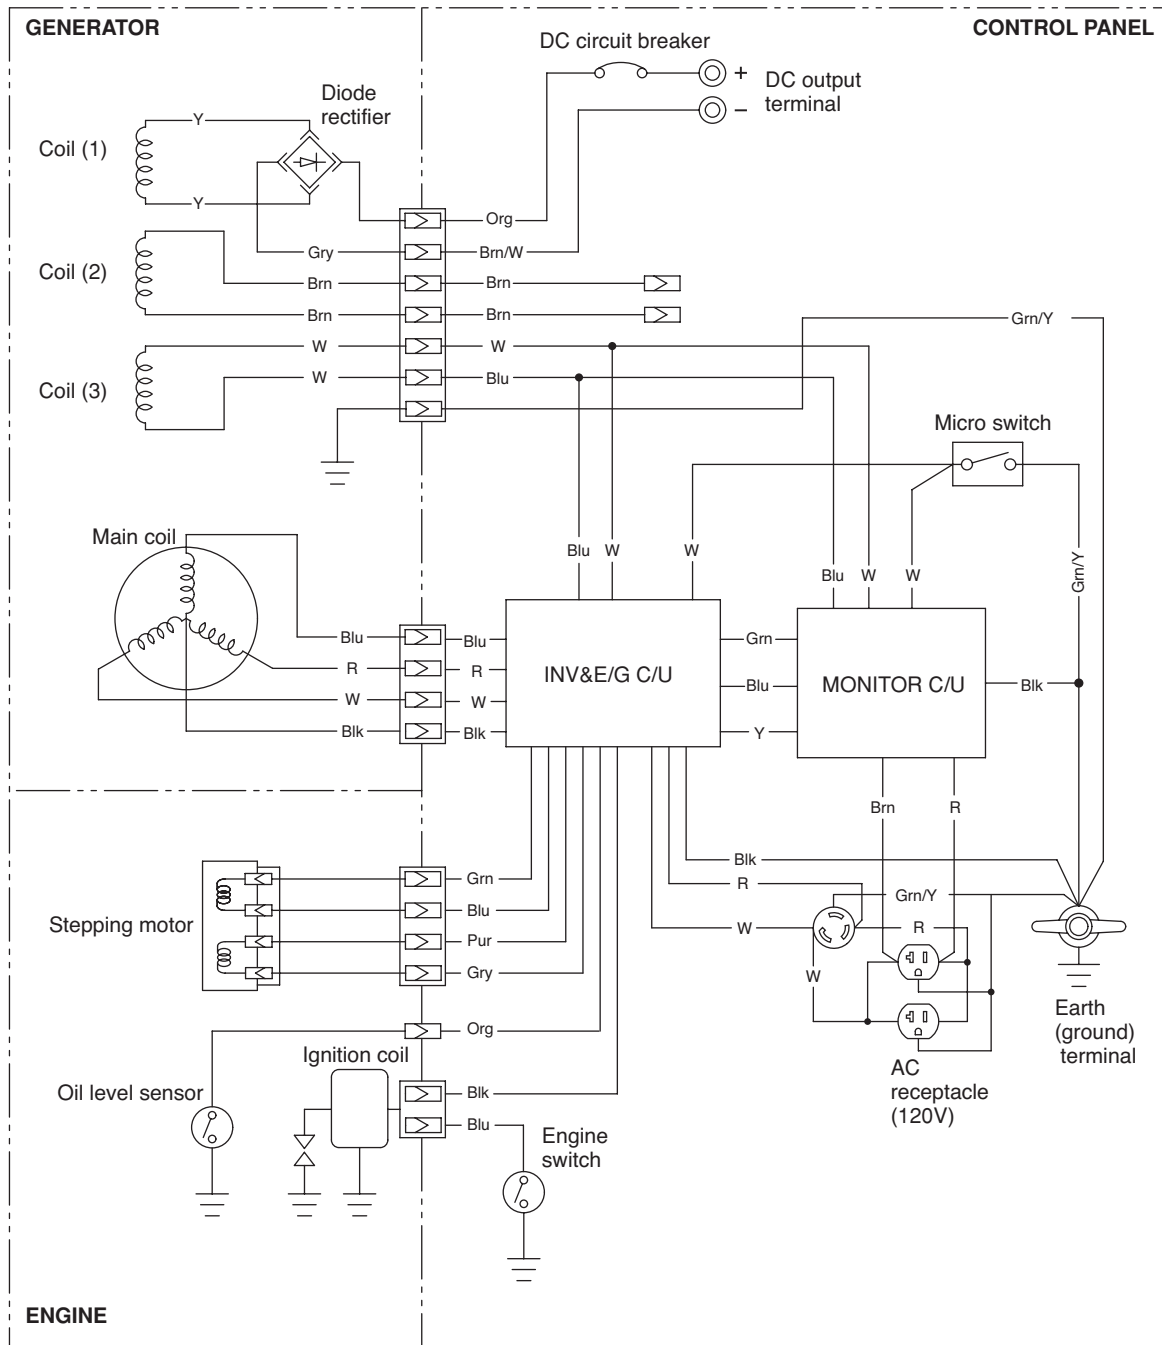 GENERATOR
CONTROL PANEL
DC circuit breaker
+
DC output
terminal
−
Diode
rectifier
Y
Coil (1)
Y
Org
Gry
Brn/W
Coil (2)
Brn
Brn
Brn
Brn
Grn/Y
W
W
W
Blu
Coil (3)
Micro switch
Main coil
Blu
W
W
Blu
W
W
Grn/Y
Blu
Blu
R
R
W
W
Blk
Blk
INV&E/G C/U
Grn
Blu
Y
MONITOR C/U
Blk
Brn
R
Blk
R
Grn/Y
W
R
W
Stepping motor
Grn
Blu
Pur
Gry
Org
Earth
(ground)
terminal
AC
receptacle
(120V)
Ignition coil
Oil level sensor
Blk
Blu
Engine
switch
ENGINE